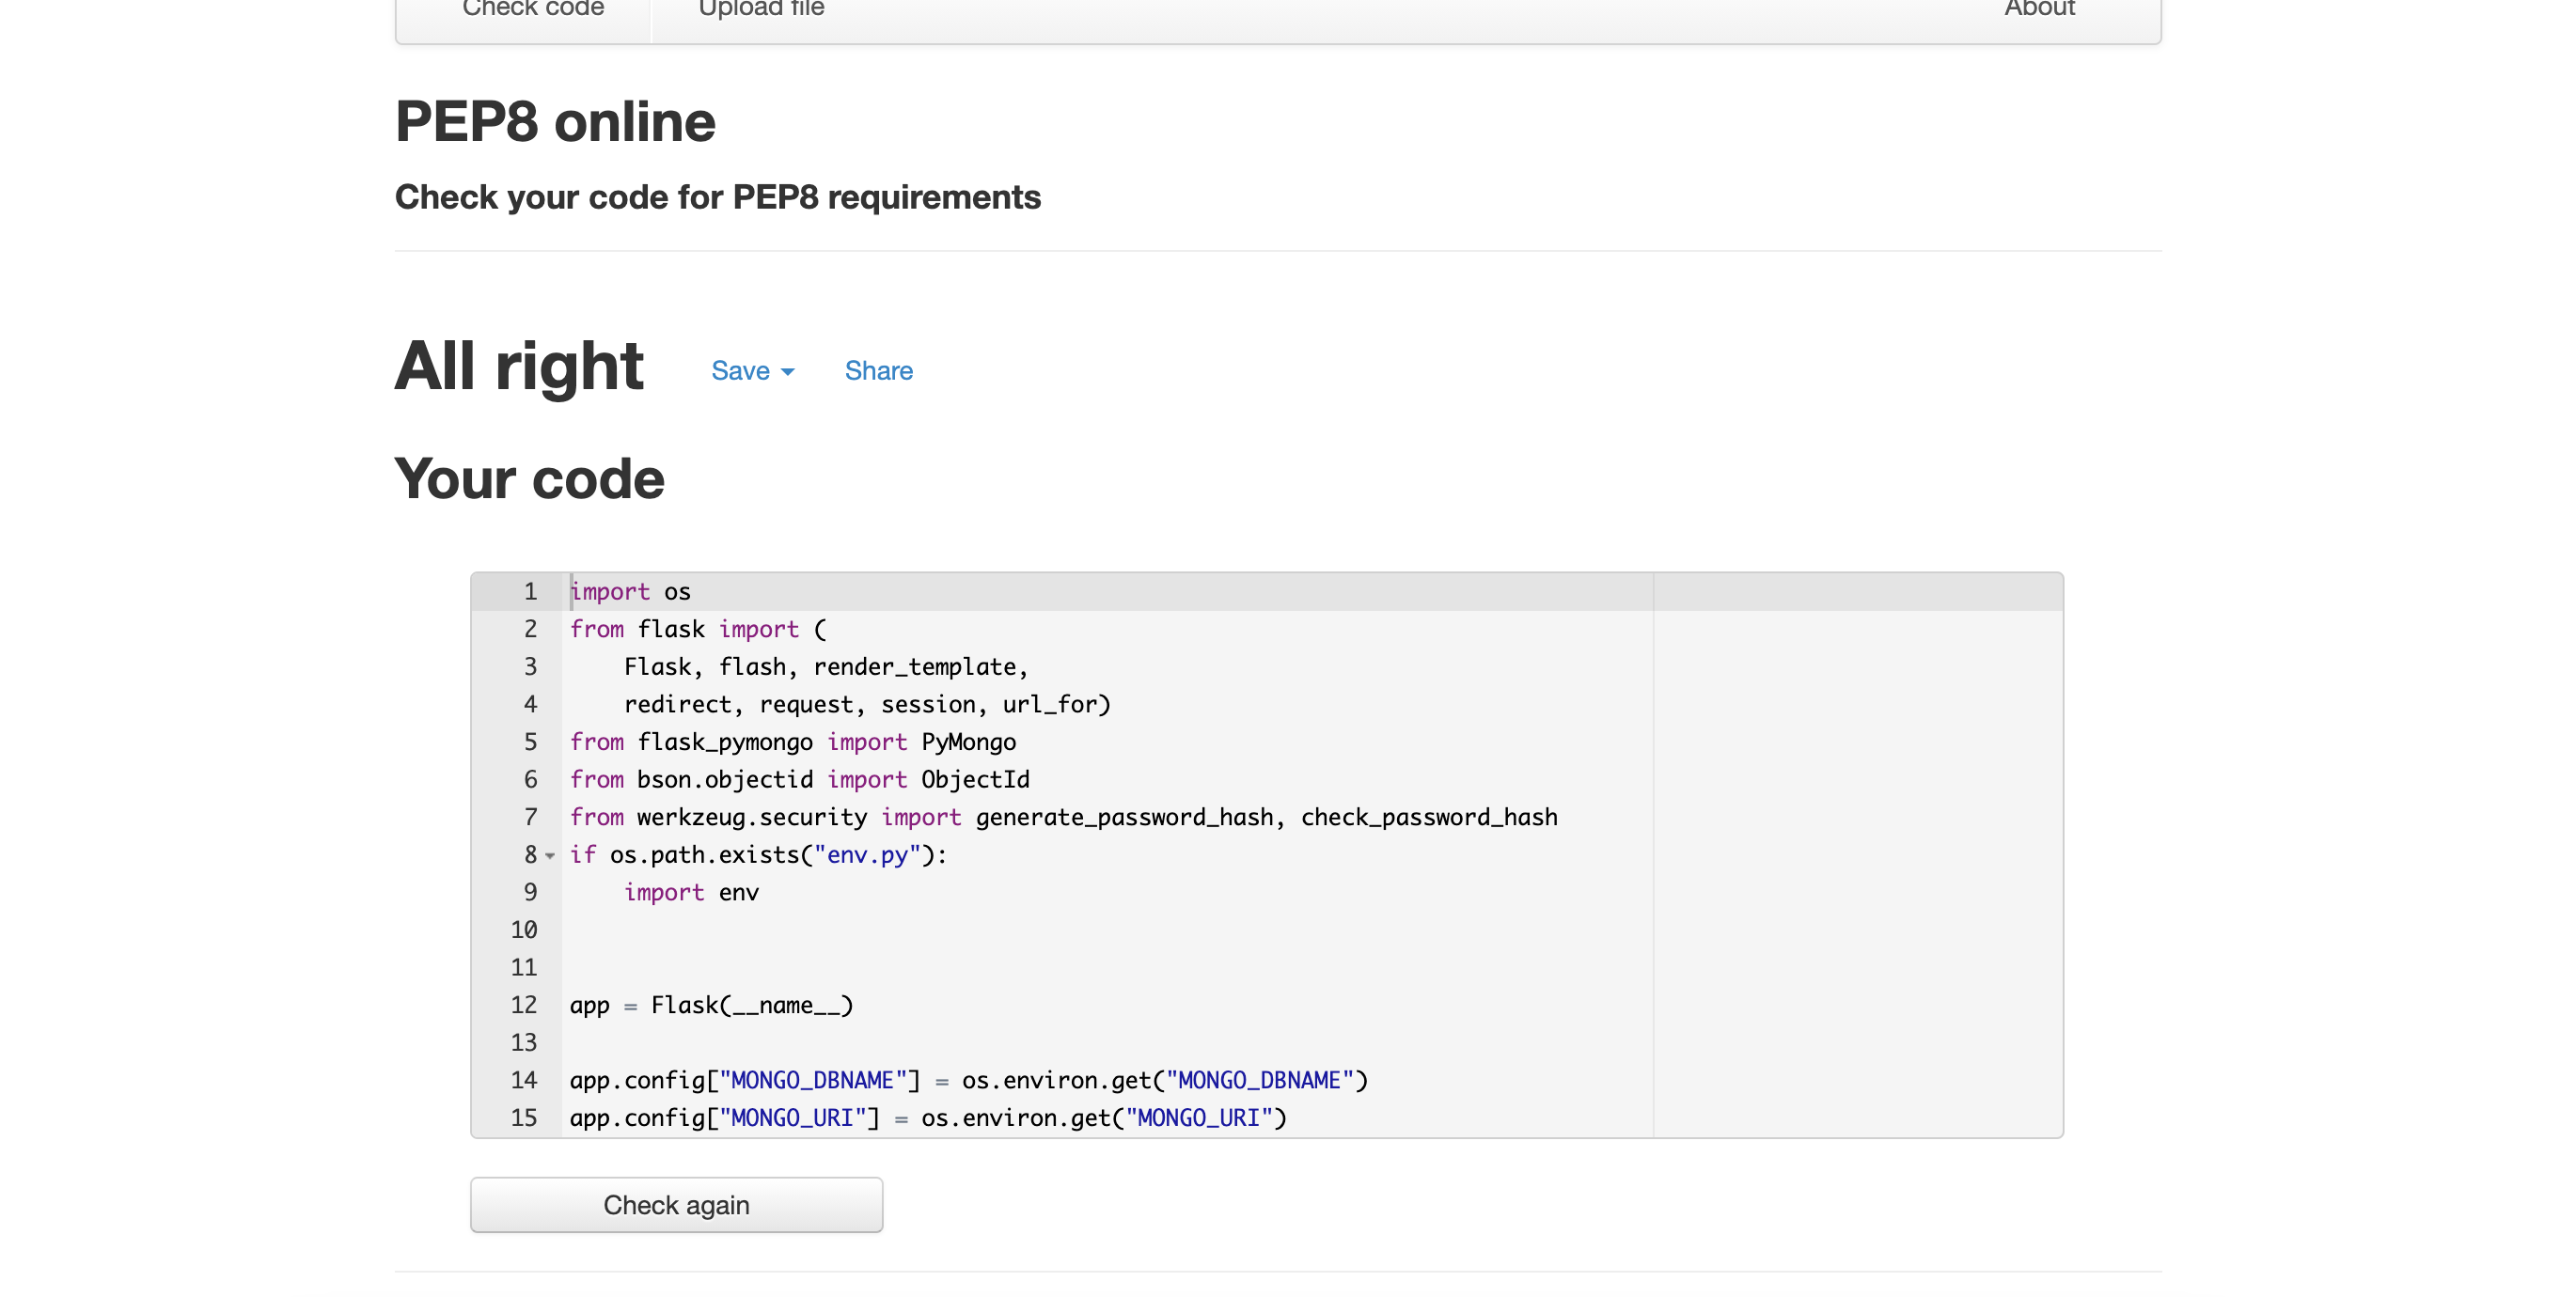 Check code Upload file About
PEP8 online
Check your code for PEP8 requirements
All right Save Share
Your code
1 import os
2 from flask import (
3     Flask, flash, render_template,
4     redirect, request, session, url_for)
5 from flask_pymongo import PyMongo
6 from bson.objectid import ObjectId
7 from werkzeug.security import generate_password_hash, check_password_hash
8 if os.path.exists("env.py"):
9     import env
10
11
12 app = Flask(__name__)
13
14 app.config["MONGO_DBNAME"] = os.environ.get("MONGO_DBNAME")
15 app.config["MONGO_URI"] = os.environ.get("MONGO_URI")
Check again